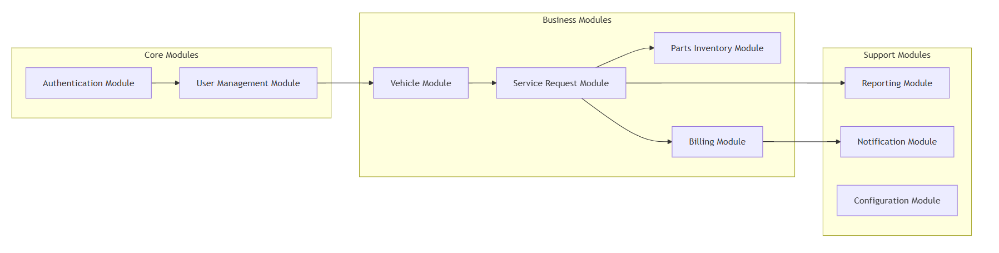 Core Modules
Authentication Module
User Management Module
Business Modules
Vehicle Module
Service Request Module
Parts Inventory Module
Billing Module
Support Modules
Reporting Module
Notification Module
Configuration Module